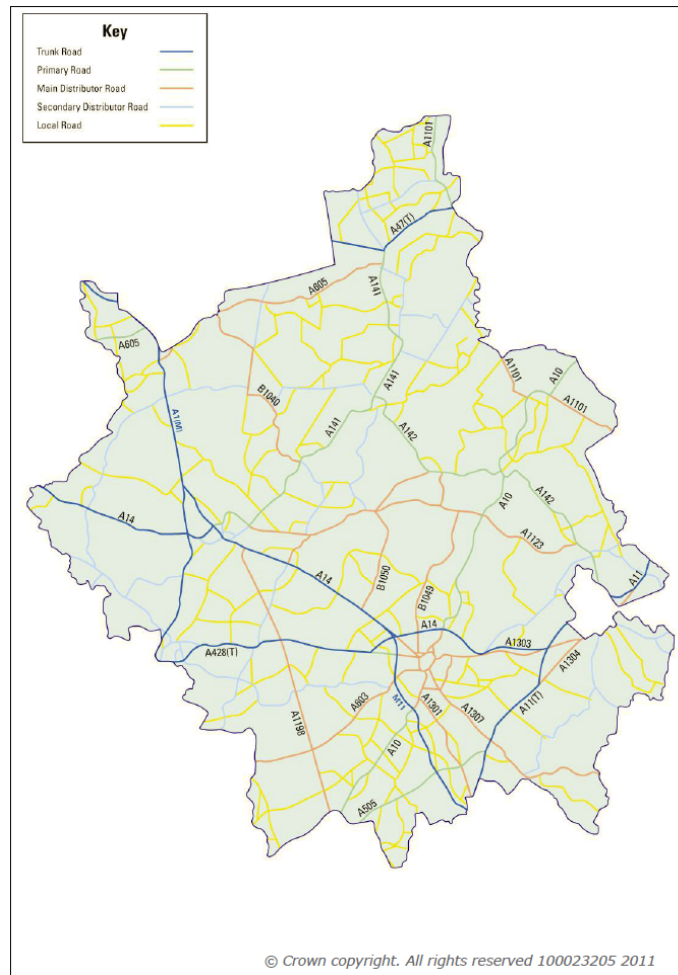 Key
Trunk Road
Primary Road
Main Distributor Road
Secondary Distributor Road
Local Road
A1101
A47(T)
A605
A141
A605
A1(M)
B1040
A141
A141
A142
A1101
A10
A1101
A14
A10
A142
A1123
A14
B1050
B1049
A11
A14
A428(T)
A1303
A1304
A603
M11
A1301
A1307
A11(T)
A1198
A10
A505
© Crown copyright. All rights reserved 100023205 2011